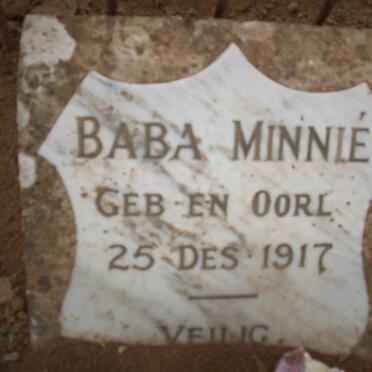 BABA MINNIÉ
GEB EN OORL
25 DES 1917
VEILIG